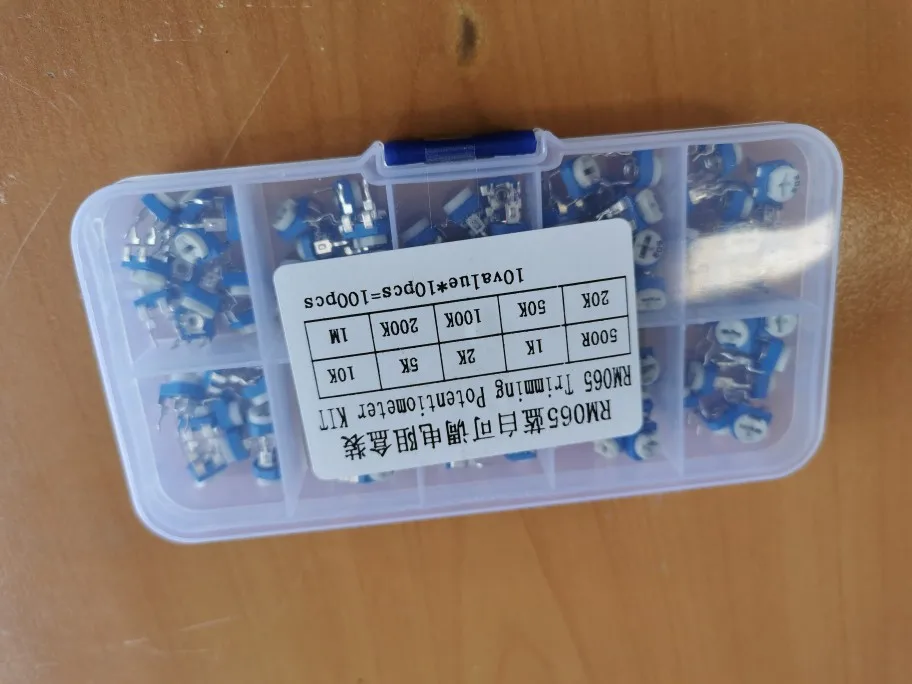 RM065蓝白可调电阻盒装
RM065 Trimming Potentiometer KIT
500R 1K 2K 5K 10K
20K 50K 100K 200K 1M
10value*10pcs=100pcs